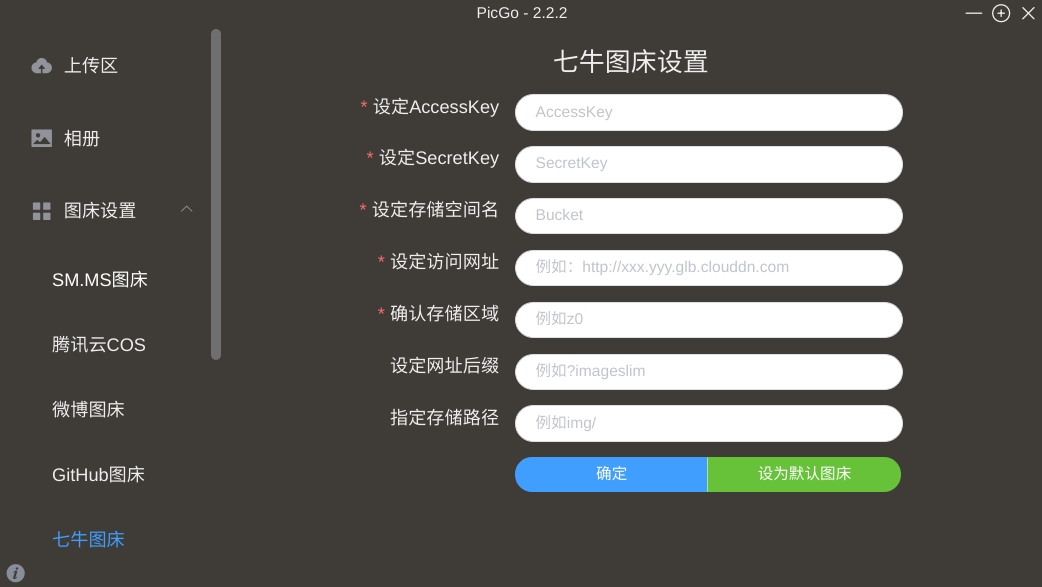 PicGo - 2.2.2
上传区
相册
图床设置
SM.MS图床
腾讯云COS
微博图床
GitHub图床
七牛图床
七牛图床设置
* 设定AccessKey
AccessKey
* 设定SecretKey
SecretKey
* 设定存储空间名
Bucket
* 设定访问网址
例如：http://xxx.yyy.glb.clouddn.com
* 确认存储区域
例如z0
设定网址后缀
例如?imageslim
指定存储路径
例如img/
确定
设为默认图床